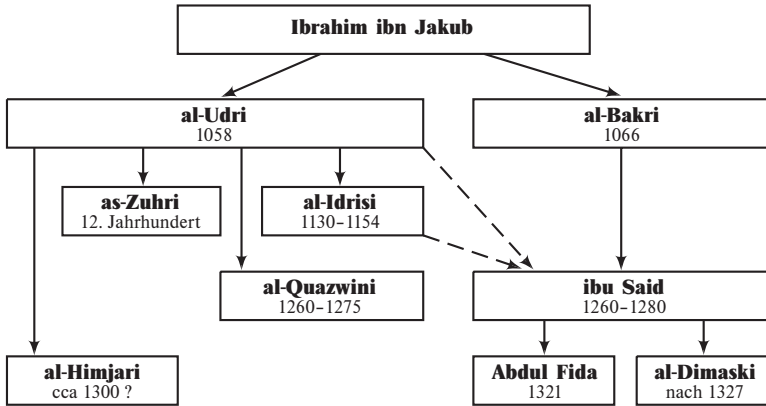 Ibrahim ibn Jakub
al-Udri
1058
al-Bakri
1066
as-Zuhri
12. Jahrhundert
al-Idrisi
1130–1154
al-Quazwini
1260–1275
ibu Said
1260–1280
al-Himjari
cca 1300 ?
Abdul Fida
1321
al-Dimaski
nach 1327